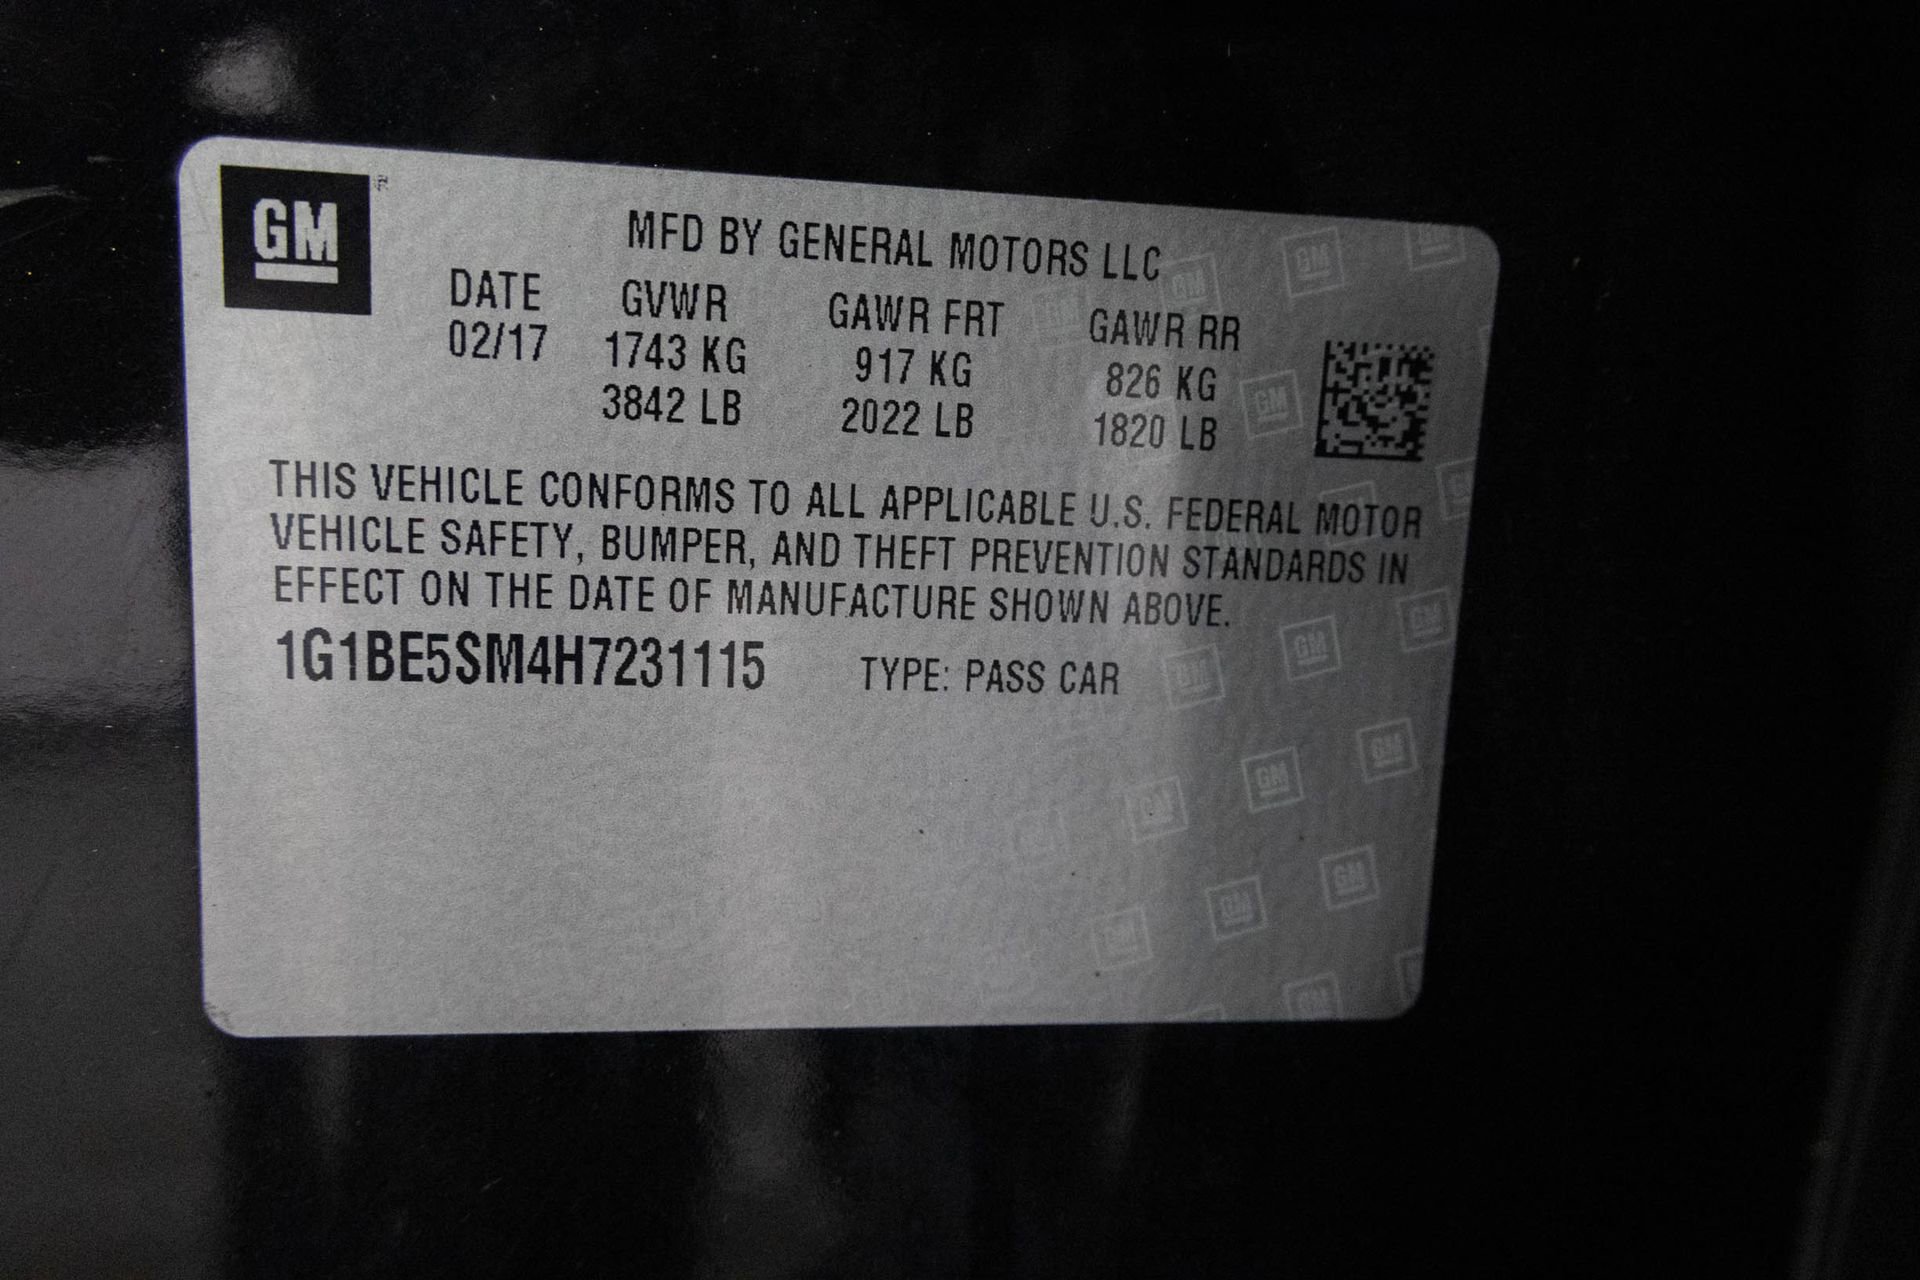 GM
MFD BY GENERAL MOTORS LLC
DATE GVWR GAWR FRT GAWR RR
02/17 1743 KG 917 KG 826 KG
3842 LB 2022 LB 1820 LB
THIS VEHICLE CONFORMS TO ALL APPLICABLE U.S. FEDERAL MOTOR
VEHICLE SAFETY, BUMPER, AND THEFT PREVENTION STANDARDS IN
EFFECT ON THE DATE OF MANUFACTURE SHOWN ABOVE.
1G1BE5SM4H7231115 TYPE: PASS CAR